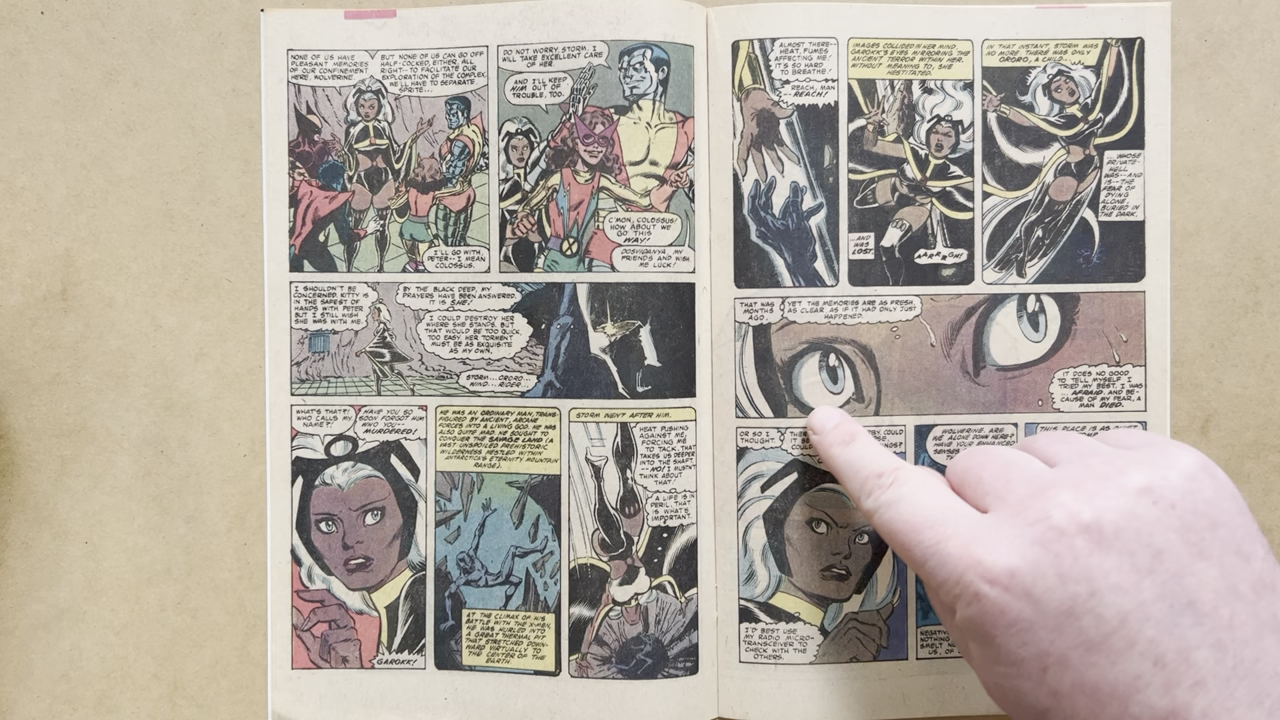 NONE OF US HAVE
PLEASANT MEMORIES
OF OUR CONFINEMENT
HERE, WOLVERINE.
BUT NONE OF US CAN GO OFF
HALF-COCKED, EITHER, ALL
RIGHT-- TO FACILITATE OUR
EXPLORATION OF THE COMPLEX,
WE'LL HAVE TO SEPARATE.
SPRITE...
I'LL GO WITH
PETER-- I MEAN
COLOSSUS.
DO NOT WORRY, STORM. I
WILL TAKE EXCELLENT CARE
OF HER.
AND I'LL KEEP
HIM OUT OF
TROUBLE, TOO.
C'MON, COLOSSUS!
HOW ABOUT WE
GO THIS
WAY!
DOSVIDANYA, MY
FRIENDS AND WISH
ME LUCK!
I SHOULDN'T BE
CONCERNED. KITTY IS
IN THE SAFEST OF
HANDS WITH PETER
BUT I STILL WISH
SHE WAS WITH ME.
BY THE BLACK DEEP, MY
PRAYERS HAVE BEEN ANSWERED.
IT IS SHE!
I COULD DESTROY HER
WHERE SHE STANDS. BUT
THAT WOULD BE TOO QUICK,
TOO EASY. HER TORMENT
MUST BE AS EXQUISITE
AS MY OWN.
STORM... ORORO...
WIND... RIDER...
WHAT'S THAT?!
WHO CALLS MY
NAME?!
HAVE YOU SO
SOON FORGOT HIM
WHO YOU--
MURDERED!
GAROKK!
HE WAS AN ORDINARY MAN, TRANS-
FIGURED BY ANCIENT, ARCANE
FORCES INTO A LIVING GOD. HE WAS
ALSO QUITE MAD. HE SOUGHT TO
CONQUER THE SAVAGE LAND (A
VAST UNSPOILED PREHISTORIC
WILDERNESS NESTLED WITHIN
ANTARCTICA'S ETERNITY MOUNTAIN
RANGE).
AT THE CLIMAX OF HIS
BATTLE WITH THE X-MEN,
HE WAS HURLED INTO
A GREAT THERMAL PIT
THAT STRETCHED DOWN-
WARD VIRTUALLY TO
THE CENTER OF THE
EARTH.
STORM WENT AFTER HIM.
HEAT PUSHING
AGAINST ME,
FORCING ME
TO TACK. THAT
TAKES US DEEPER
INTO THE SHAFT.
--NO! I MUSTN'T
THINK ABOUT
THAT!
A LIFE IS IN
PERIL. THAT
IS WHAT'S
IMPORTANT.
ALMOST THERE--
HEAT, FUMES
AFFECTING ME!
IT'S SO HARD
TO BREATHE!
REACH, MAN
--REACH!
IMAGES COLLIDED IN HER MIND,
GAROKK'S EYES MIRRORING THE
ANCIENT TERROR WITHIN HER.
WITHOUT MEANING TO, SHE
HESITATED.
...AND
WAS
LOST.
AARRGH!
IN THAT INSTANT, STORM WAS
NO MORE. THERE WAS ONLY
ORORO, A CHILD...
...WHOSE
PRIVATE
HELL
WAS-- AND
IS-- THE
FEAR OF
DYING
ALONE,
BURIED IN
THE DARK.
THAT WAS
MONTHS
AGO.
YET THE MEMORIES ARE AS FRESH,
AS CLEAR AS IF IT HAD ONLY JUST
HAPPENED.
IT DOES NO GOOD
TO TELL MYSELF I
TRIED MY BEST. I WAS
AFRAID. AND BE-
CAUSE OF MY FEAR, A
MAN DIED.
OR SO I
THOUGHT.
COULD
I'D BEST USE
MY RADIO MICRO-
TRANSCEIVER TO
CHECK WITH THE
OTHERS.
WOLVERINE, ARE
WE ALONE DOWN HERE?
HAVE YOUR ENHANCED
SENSES
THIS PLACE IS AS QUIET
NOTHING
SMELT
US, OF